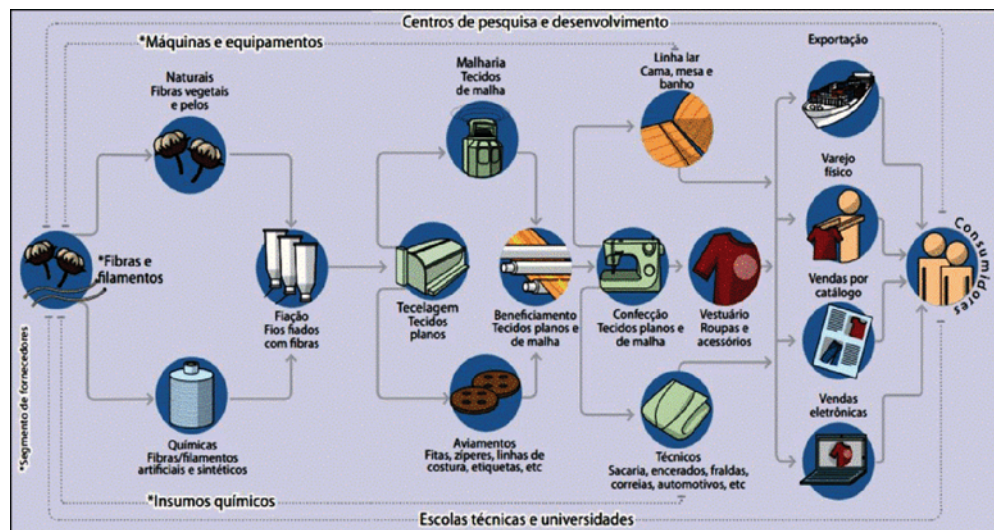 Centros de pesquisa e desenvolvimento
*Máquinas e equipamentos
Naturais
Fibras vegetais
e pelos
Malharia
Tecidos
de malha
Linha lar
Cama, mesa e
banho
Exportação
Varejo
físico
*Fibras e
filamentos
Fiação
Fios fiados
com fibras
Tecelagem
Tecidos
planos
Beneficiamento
Tecidos planos e
de malha
Confecção
Tecidos planos e
de malha
Vestuário
Roupas e
acessórios
Vendas por
catálogo
Consumidores
Químicas
Fibras/filamentos
artificiais e sintéticos
Aviamentos
Fitas, zíperes, linhas de
costura, etiquetas, etc
Técnicos
Sacaria, encerados, fraldas,
correias, automotivos, etc
Vendas
eletrônicas
*Insumos químicos
Escolas técnicas e universidades
*Segmento de fornecedores